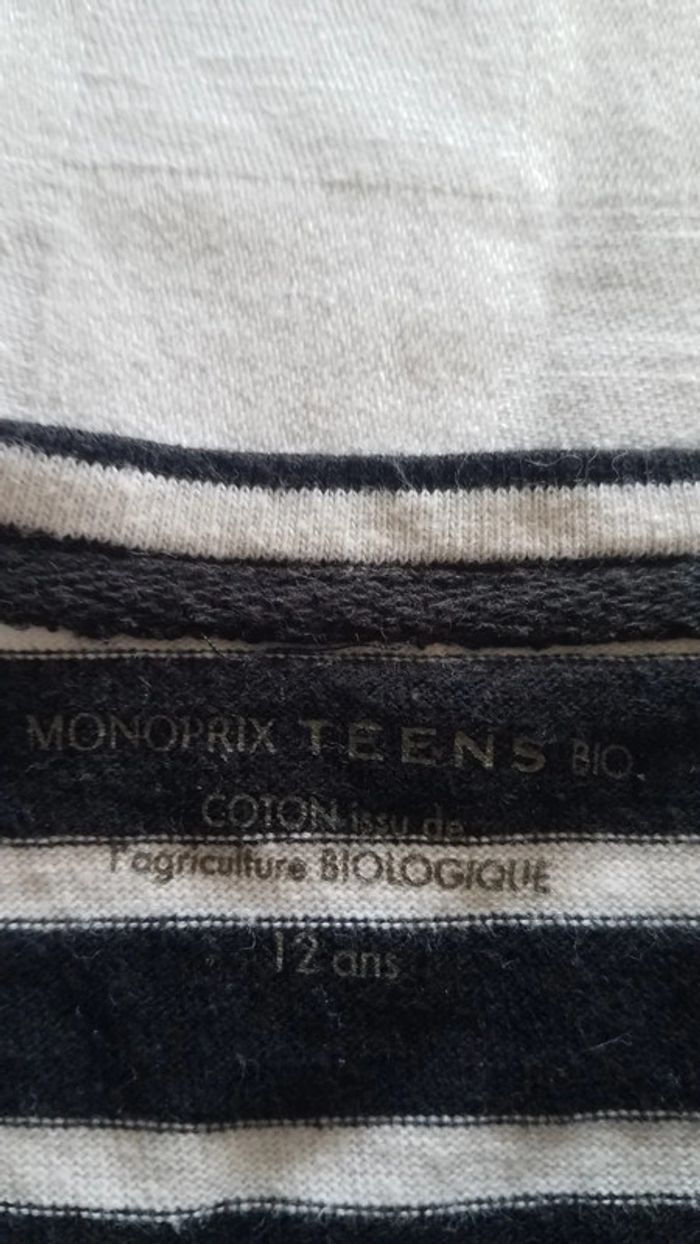 MONOPRIX TEENS BIO.
COTON issu de
l'agriculture BIOLOGIQUE
12 ans